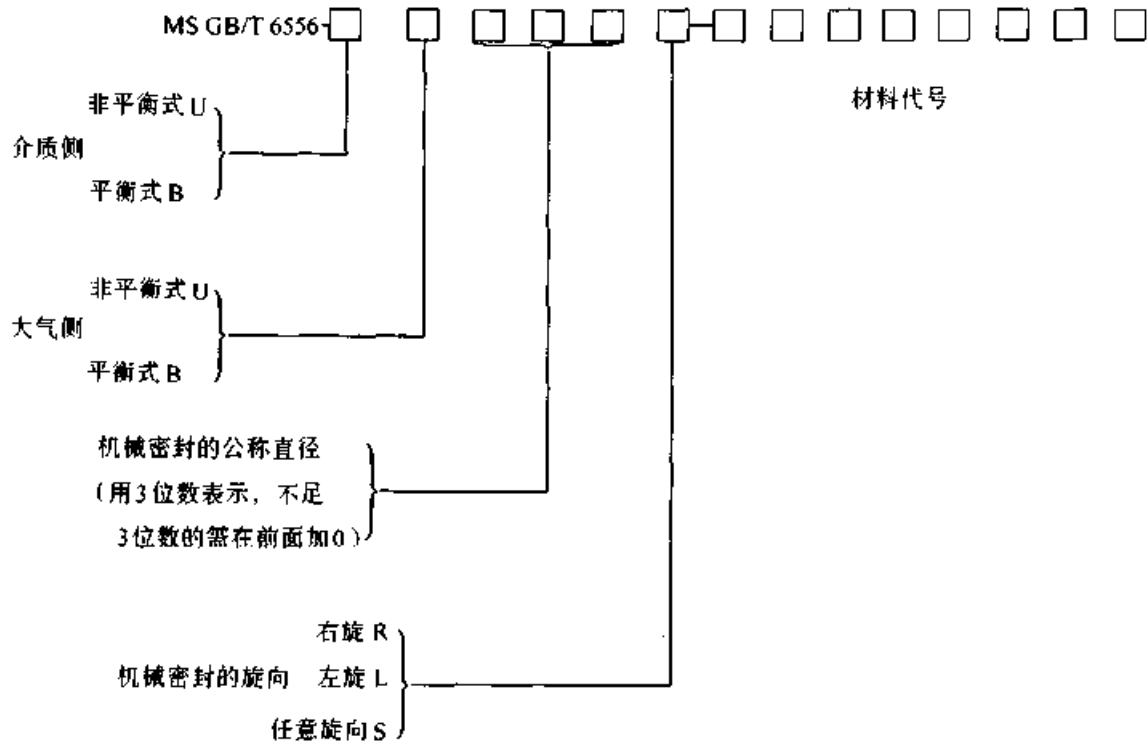 MS GB/T 6556-□ □ □ □ □ □-□ □ □ □ □ □ □ □
材料代号
非平衡式 U
介质侧
平衡式 B
非平衡式 U
大气侧
平衡式 B
机械密封的公称直径
(用3位数表示，不足
3位数的需在前面加0)
右旋 R
机械密封的旋向 左旋 L
任意旋向 S